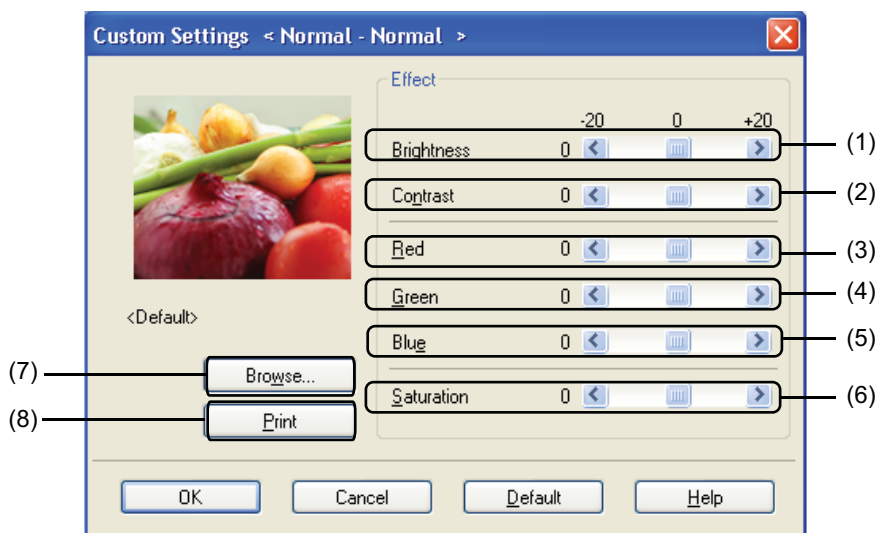 Custom Settings < Normal - Normal >
Effect
-20 0 +20
Brightness 0 (1)
Contrast 0 (2)
Red 0 (3)
Green 0 (4)
<Default>
Blue 0 (5)
(7) Browse...
Saturation 0 (6)
(8) Print
OK Cancel Default Help